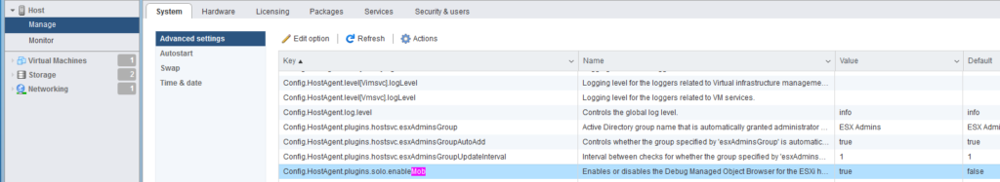 Host
Manage
Monitor
Virtual Machines 1
Storage 2
Networking 1
System Hardware Licensing Packages Services Security & users
Advanced settings
Autostart
Swap
Time & date
Edit option Refresh Actions
Key Name Value Default
Config.HostAgent.level[Vimsvc].logLevel Logging level for the loggers related to Virtual infrastructure manageme...
Config.HostAgent.level[Vmsvc].logLevel Logging level for the loggers related to VM services.
Config.HostAgent.log.level Controls the global log level. info info
Config.HostAgent.plugins.hostsvc.esxAdminsGroup Active Directory group name that is automatically granted administrator ... ESX Admins ESX Adm
Config.HostAgent.plugins.hostsvc.esxAdminsGroupAutoAdd Controls whether the group specified by 'esxAdminsGroup' is automatic... true true
Config.HostAgent.plugins.hostsvc.esxAdminsGroupUpdateInterval Interval between checks for whether the group specified by 'esxAdmins... 1 1
Config.HostAgent.plugins.solo.enableMob Enables or disables the Debug Managed Object Browser for the ESXi h... true false